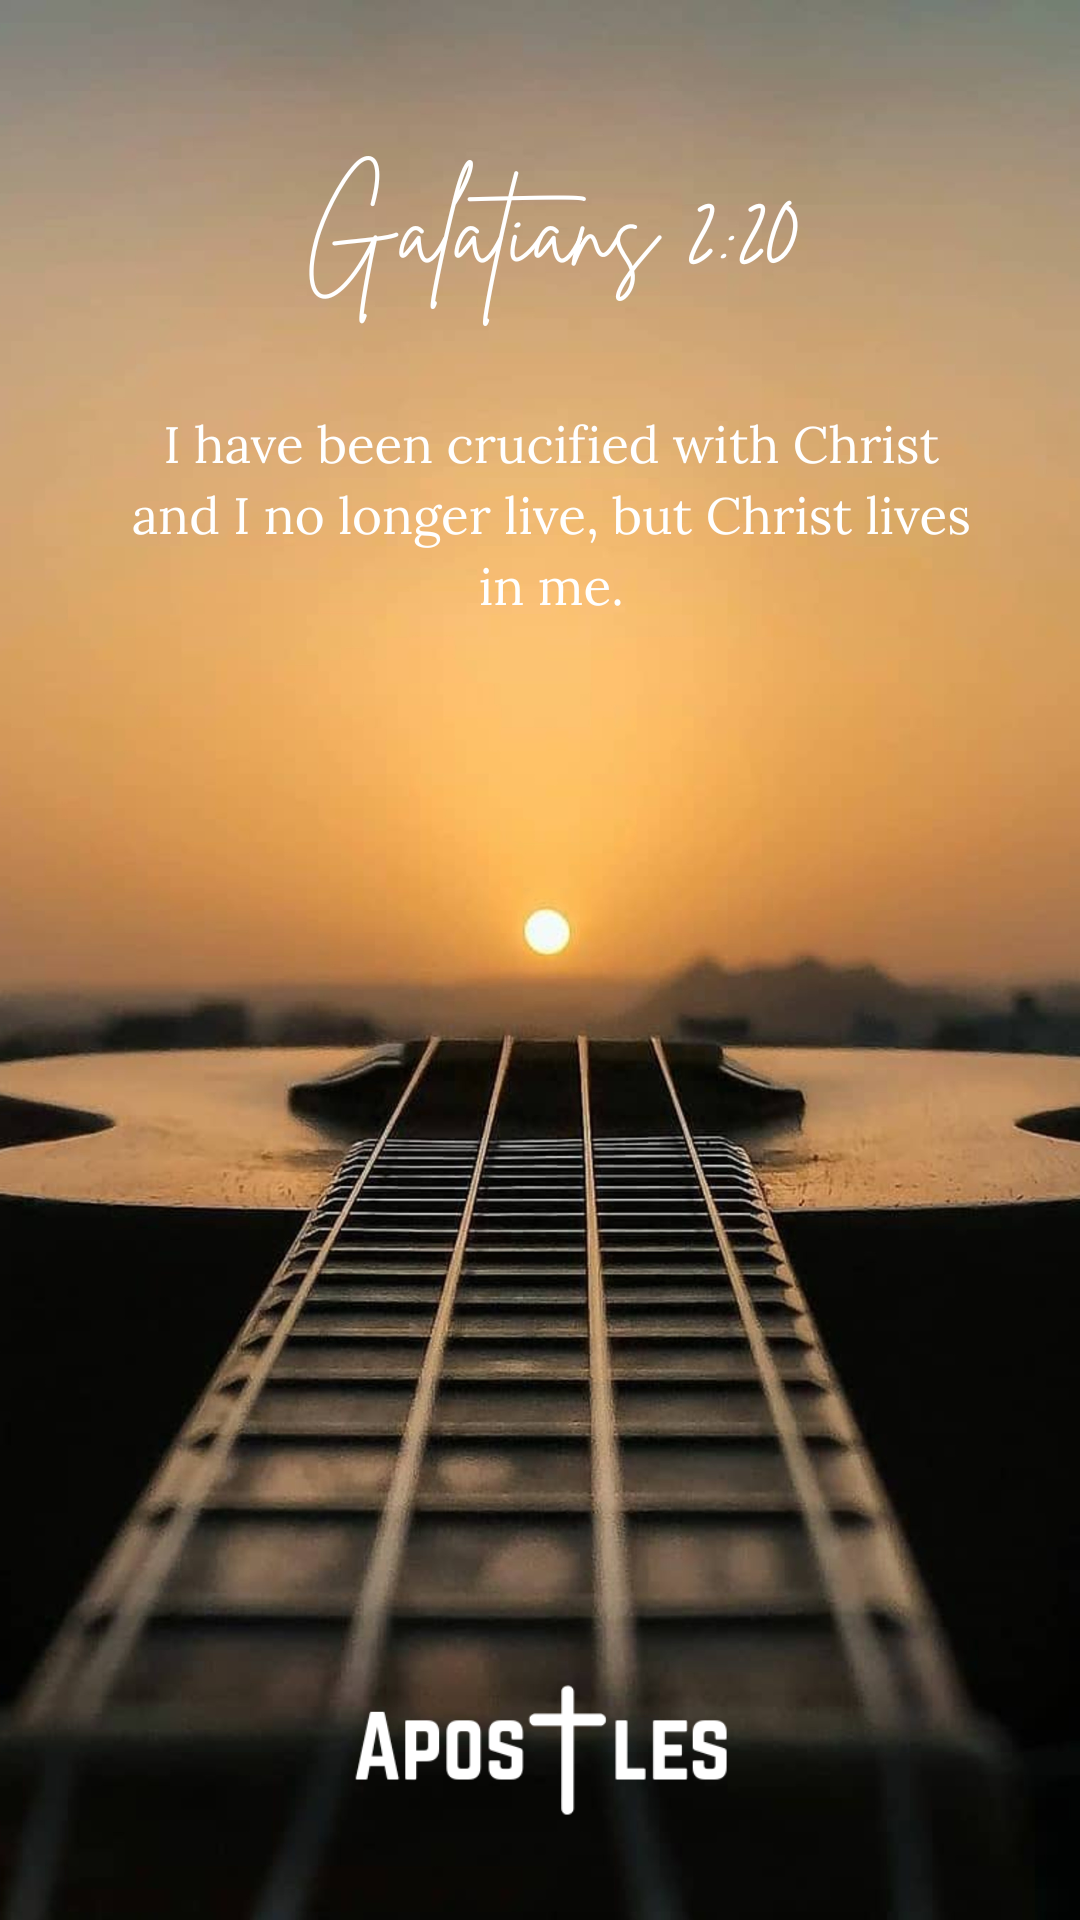 Galatians 2:20
I have been crucified with Christ
and I no longer live, but Christ lives
in me.
APOSTLES